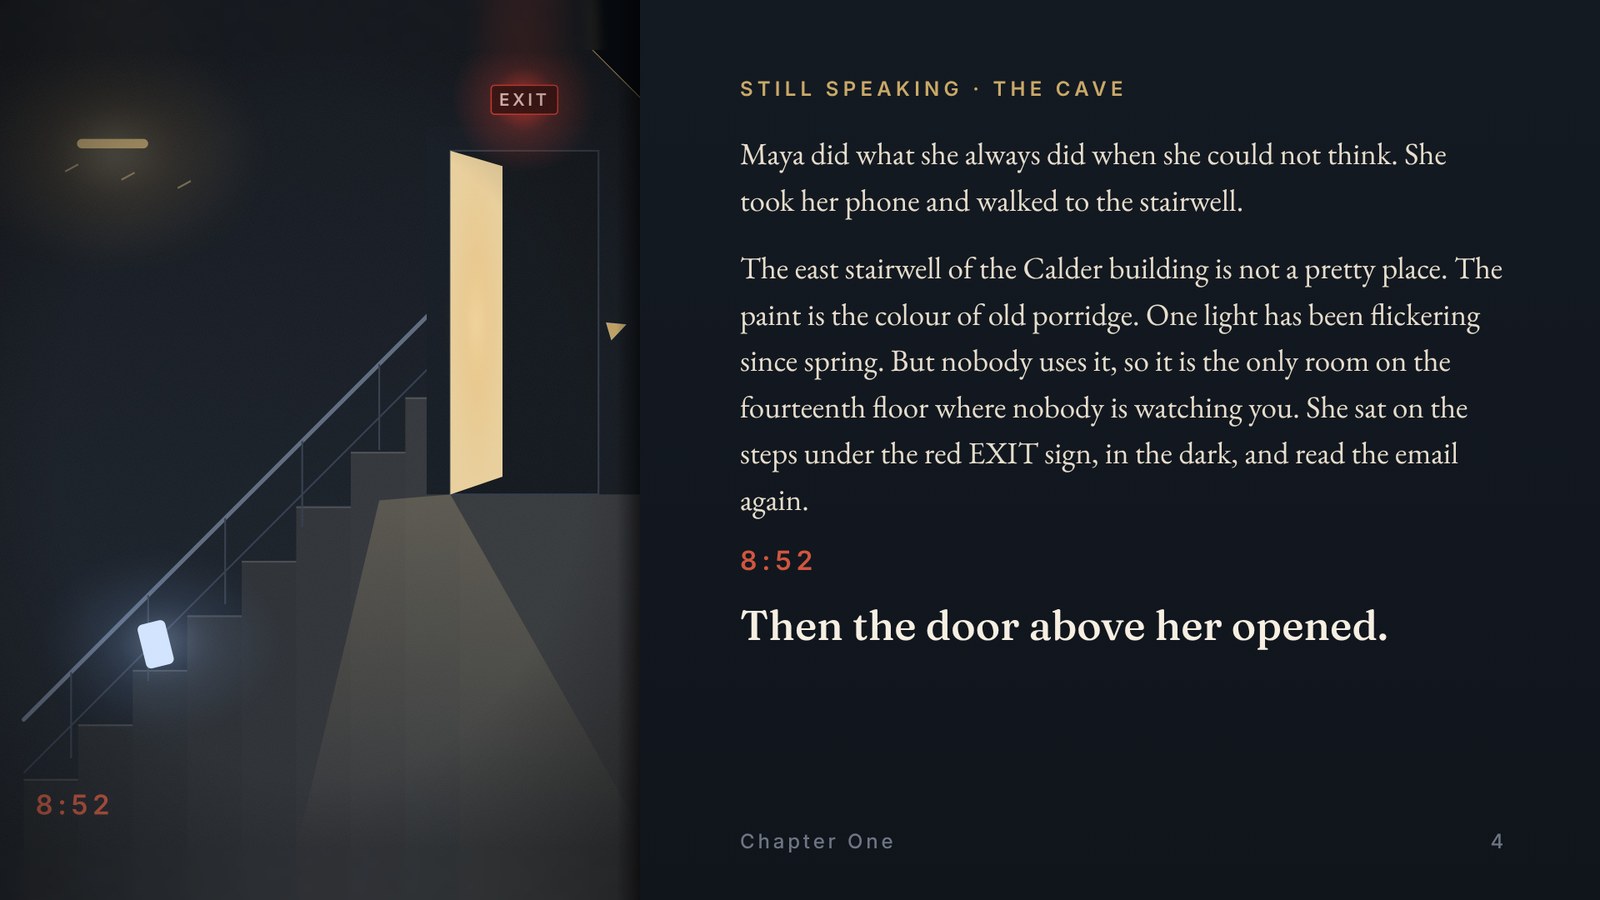 EXIT
8:52
STILL SPEAKING · THE CAVE
Maya did what she always did when she could not think. She
took her phone and walked to the stairwell.
The east stairwell of the Calder building is not a pretty place. The
paint is the colour of old porridge. One light has been flickering
since spring. But nobody uses it, so it is the only room on the
fourteenth floor where nobody is watching you. She sat on the
steps under the red EXIT sign, in the dark, and read the email
again.
8:52
Then the door above her opened.
Chapter One
4